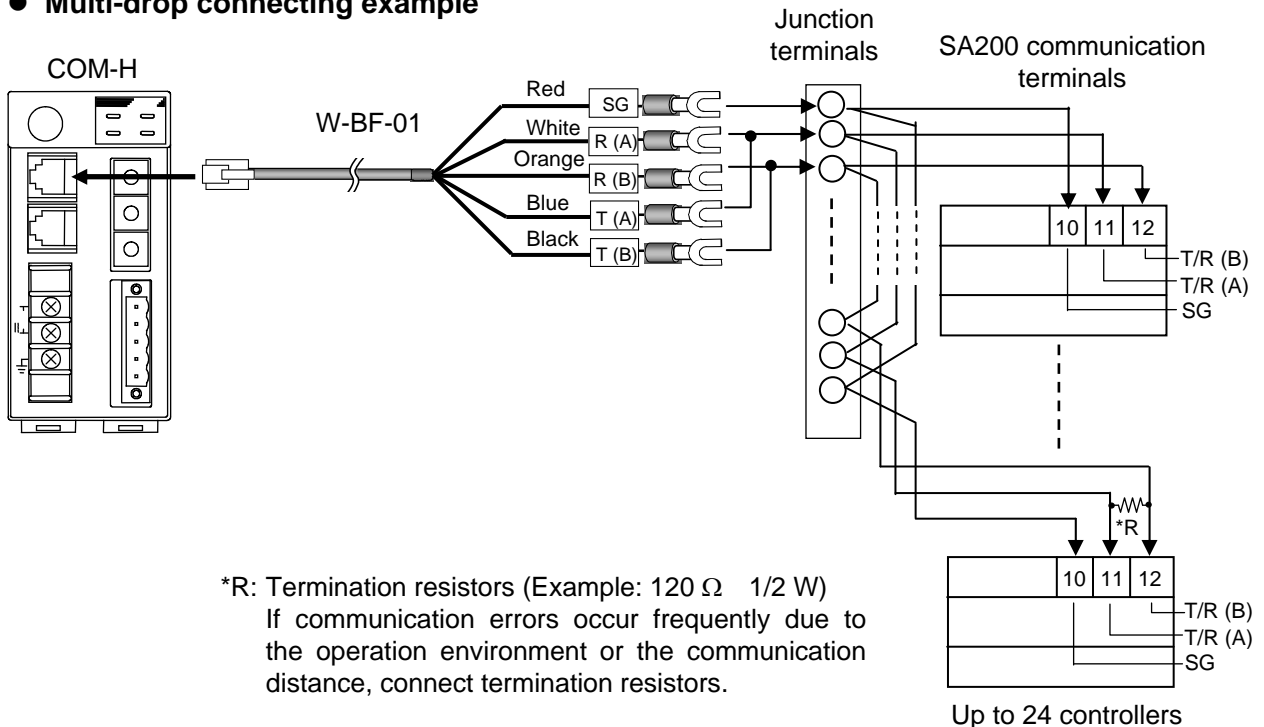 ● Multi-drop connecting example
Junction
terminals
SA200 communication
terminals
COM-H
W-BF-01
Red
SG
White
R (A)
Orange
R (B)
Blue
T (A)
Black
T (B)
10 11 12
T/R (B)
T/R (A)
SG
*R
10 11 12
T/R (B)
T/R (A)
SG
Up to 24 controllers
*R: Termination resistors (Example: 120 Ω 1/2 W)
If communication errors occur frequently due to
the operation environment or the communication
distance, connect termination resistors.